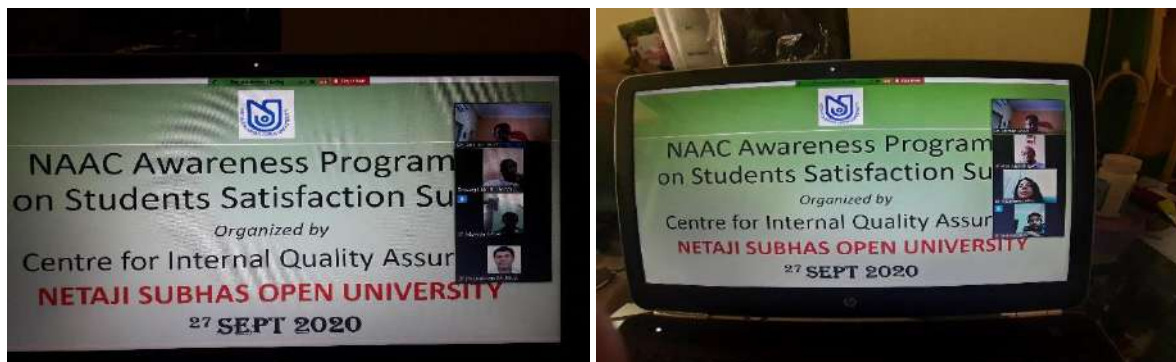 NAAC Awareness Program
on Students Satisfaction Su
Organized by
Centre for Internal Quality Assur
NETAJI SUBHAS OPEN UNIVERSITY
27 SEPT 2020
NAAC Awareness Program
on Students Satisfaction Su
Organized by
Centre for Internal Quality Assur
NETAJI SUBHAS OPEN UNIVERSITY
27 SEPT 2020